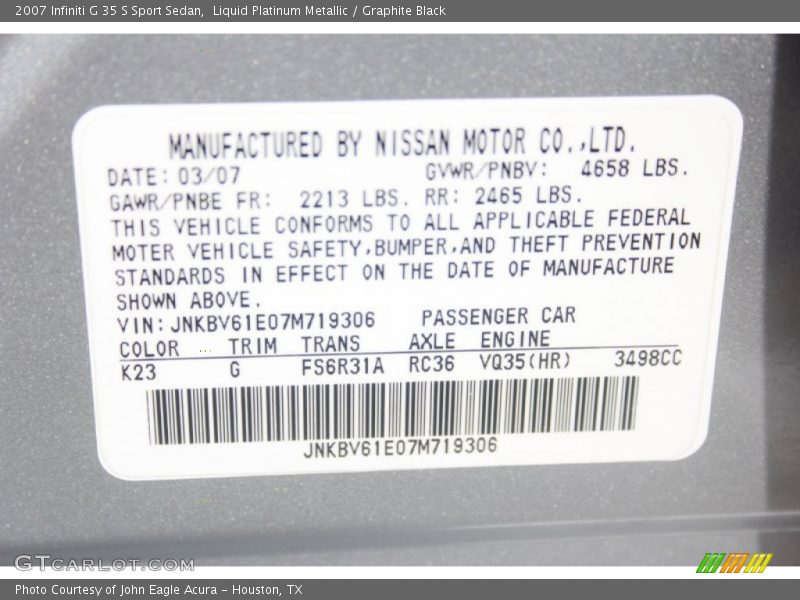 2007 Infiniti G 35 S Sport Sedan,  Liquid Platinum Metallic / Graphite Black
MANUFACTURED BY NISSAN MOTOR CO.,LTD.
DATE: 03/07 GVWR/PNBV: 4658 LBS.
GAWR/PNBE FR: 2213 LBS. RR: 2465 LBS.
THIS VEHICLE CONFORMS TO ALL APPLICABLE FEDERAL
MOTER VEHICLE SAFETY,BUMPER,AND THEFT PREVENTION
STANDARDS IN EFFECT ON THE DATE OF MANUFACTURE
SHOWN ABOVE.
VIN: JNKBV61E07M719306 PASSENGER CAR
COLOR TRIM TRANS AXLE ENGINE
K23 G FS6R31A RC36 VQ35(HR) 3498CC
JNKBV61E07M719306
GTCARLOT.COM
Photo Courtesy of John Eagle Acura - Houston, TX